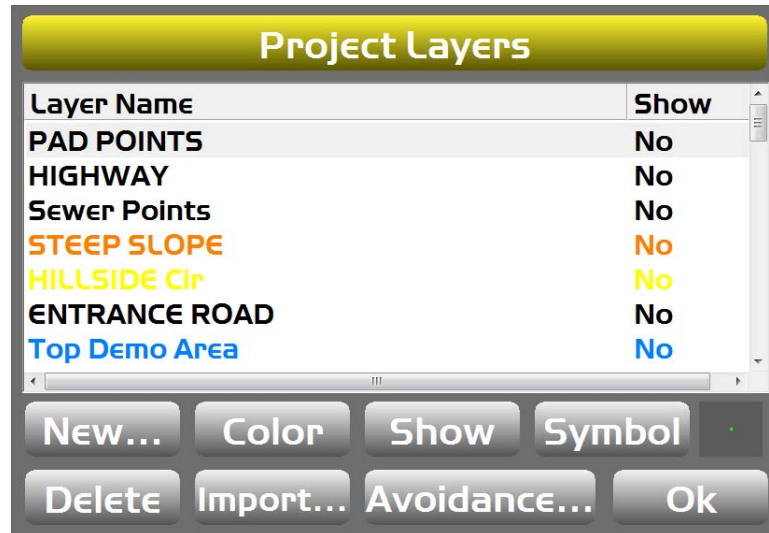 Project Layers
Layer Name Show
PAD POINTS No
HIGHWAY No
Sewer Points No
STEEP SLOPE No
HILLSIDE Cir No
ENTRANCE ROAD No
Top Demo Area No
New... Color Show Symbol
Delete Import... Avoidance... Ok